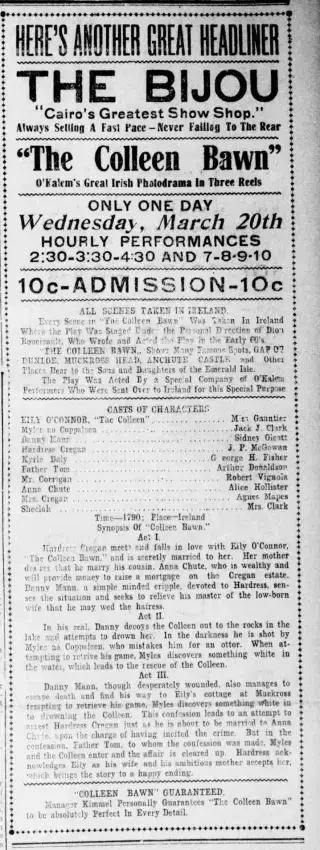 HERE'S ANOTHER GREAT HEADLINER
THE BIJOU
"Cairo's Greatest Show Shop."
Always Setting A Fast Pace—Never Failing To The Rear
"The Colleen Bawn"
O'Kalem's Great Irish Photodrama In Three Reels
ONLY ONE DAY
Wednesday, March 20th
HOURLY PERFORMANCES
2:30-3:30-4:30 AND 7-8-9-10
10c-ADMISSION-10c
ALL SCENES TAKEN IN IRELAND.
Every Scene in "The Colleen Bawn" Was Taken In Ireland
Where the Play Was Staged Under the Personal Direction of Dion
Boucicault, Who Wrote and Acted the Play in the Early 60's.
THE COLLEEN BAWN, Shows Many Famous Spots, GAP OF
DUNLOE, MUCKROSS HEAD, ANCHUTE CASTLE and Other
Places Dear to the Sons and Daughters of the Emerald Isle.
The Play Was Acted By a Special Company of O'Kalem
Performers Who Were Sent Over to Ireland for this Special Purpose
CASTS OF CHARACTERS
EILY O'CONNOR, "The Colleen" Miss Gauntier
Myles na Coppaleen Jack J. Clark
Danny Mann Sidney Olcott
Hardress Cregan J. P. McGowan
Kyrle Daly George H. Fisher
Father Tom Arthur Donaldson
Mr. Corrigan Robert Vignola
Anne Chute Alice Hollister
Mrs. Cregan Agnes Mapes
Sheelah Mrs. Clark
Time—1790; Place—Ireland
Synopsis Of "Colleen Bawn."
Act I.
Hardress Cregan meets and falls in love with Eily O'Connor,
"The Colleen Bawn," and is secretly married to her. Her mother
desires that he marry his cousin, Anna Chute, who is wealthy and
will provide money to raise a mortgage on the Cregan estate.
Danny Mann, a simple minded cripple, devoted to Hardress, sen-
ses the situation and seeks to relieve his master of the low-born
wife that he may wed the hairess.
Act II.
In his zeal, Danny decoys the Colleen out to the rocks in the
lake and attempts to drown her. In the darkness he is shot by
Myles na Coppaleen, who mistakes him for an otter. When at-
tempting to retrive his game, Myles discovers something white in
the water, which leads to the rescue of the Colleen.
Act III.
Danny Mann, though desperately wounded, also manages to
escape death and find his way to Eily's cottage at Muckross
tempting to retrieve his game, Myles discovers something white in
to drowning the Colleen. This confession leads to an attempt to
arrest Hardress Cregan just as he is about to be married to Anna
Chute, upon the charge of having incited the crime. But in the
confession, Father Tom, to whom the confession was made, Myles
and the Colleen enter and the affair is cleared up. Hardress ack-
nowledges Eily as his wife and his ambitious mother accepts her,
which brings the story to a happy ending.
"COLLEEN BAWN" GUARANTEED.
Manager Kimmel Personally Guarantees "The Colleen Bawn"
to be absolutely Perfect In Every Detail.